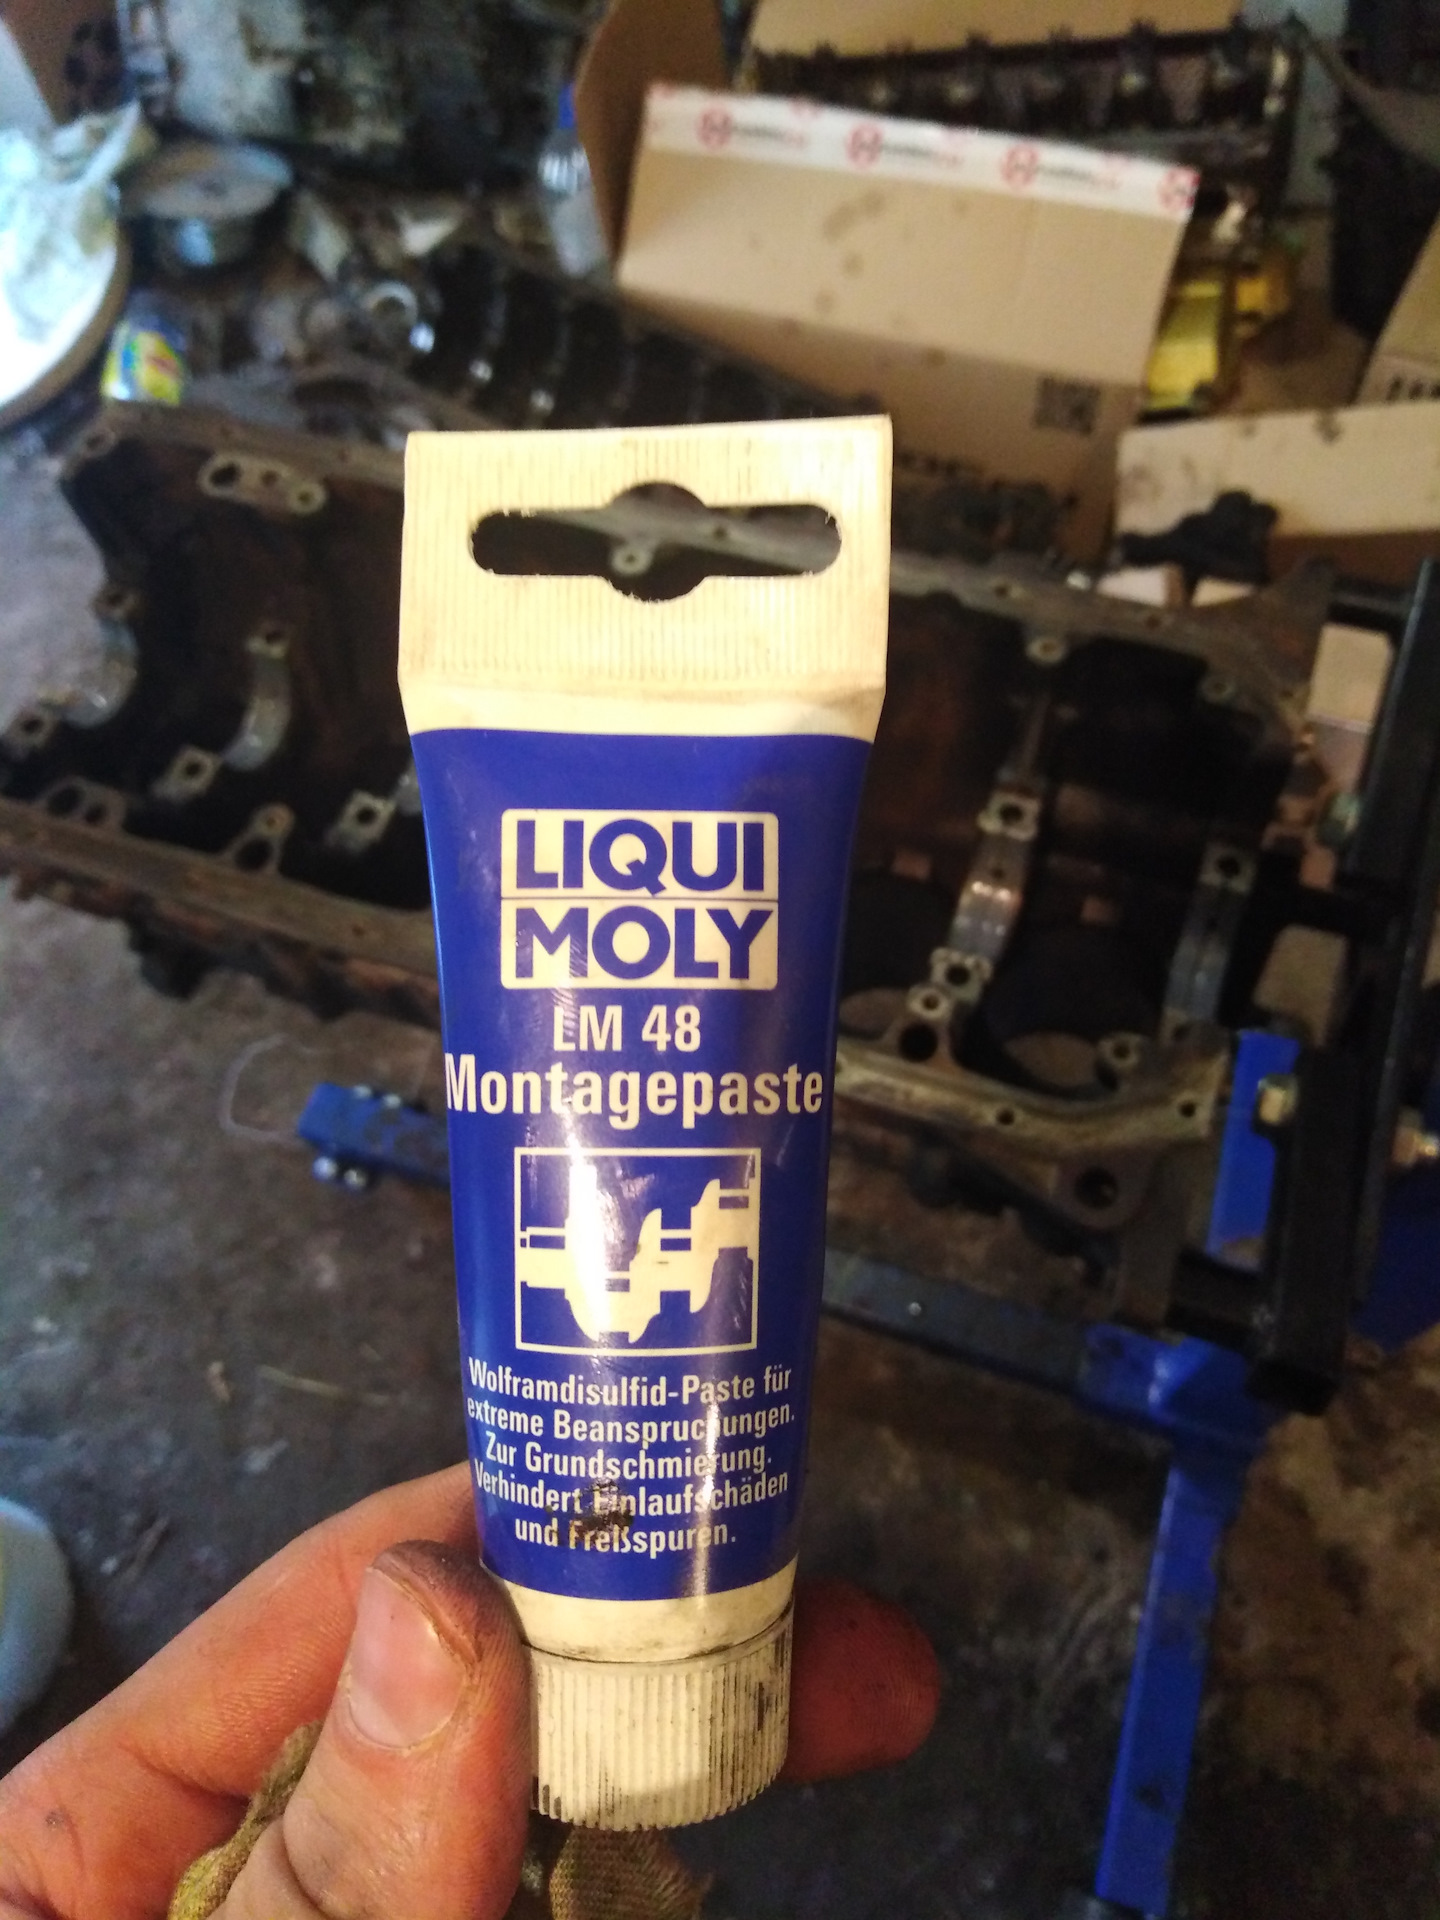 LIQUI
MOLY
LM 48
Montagepaste
Wolframdisulfid-Paste für
extreme Beanspruchungen.
Zur Grundschmierung.
Verhindert Einlaufschäden
und Freßspuren.